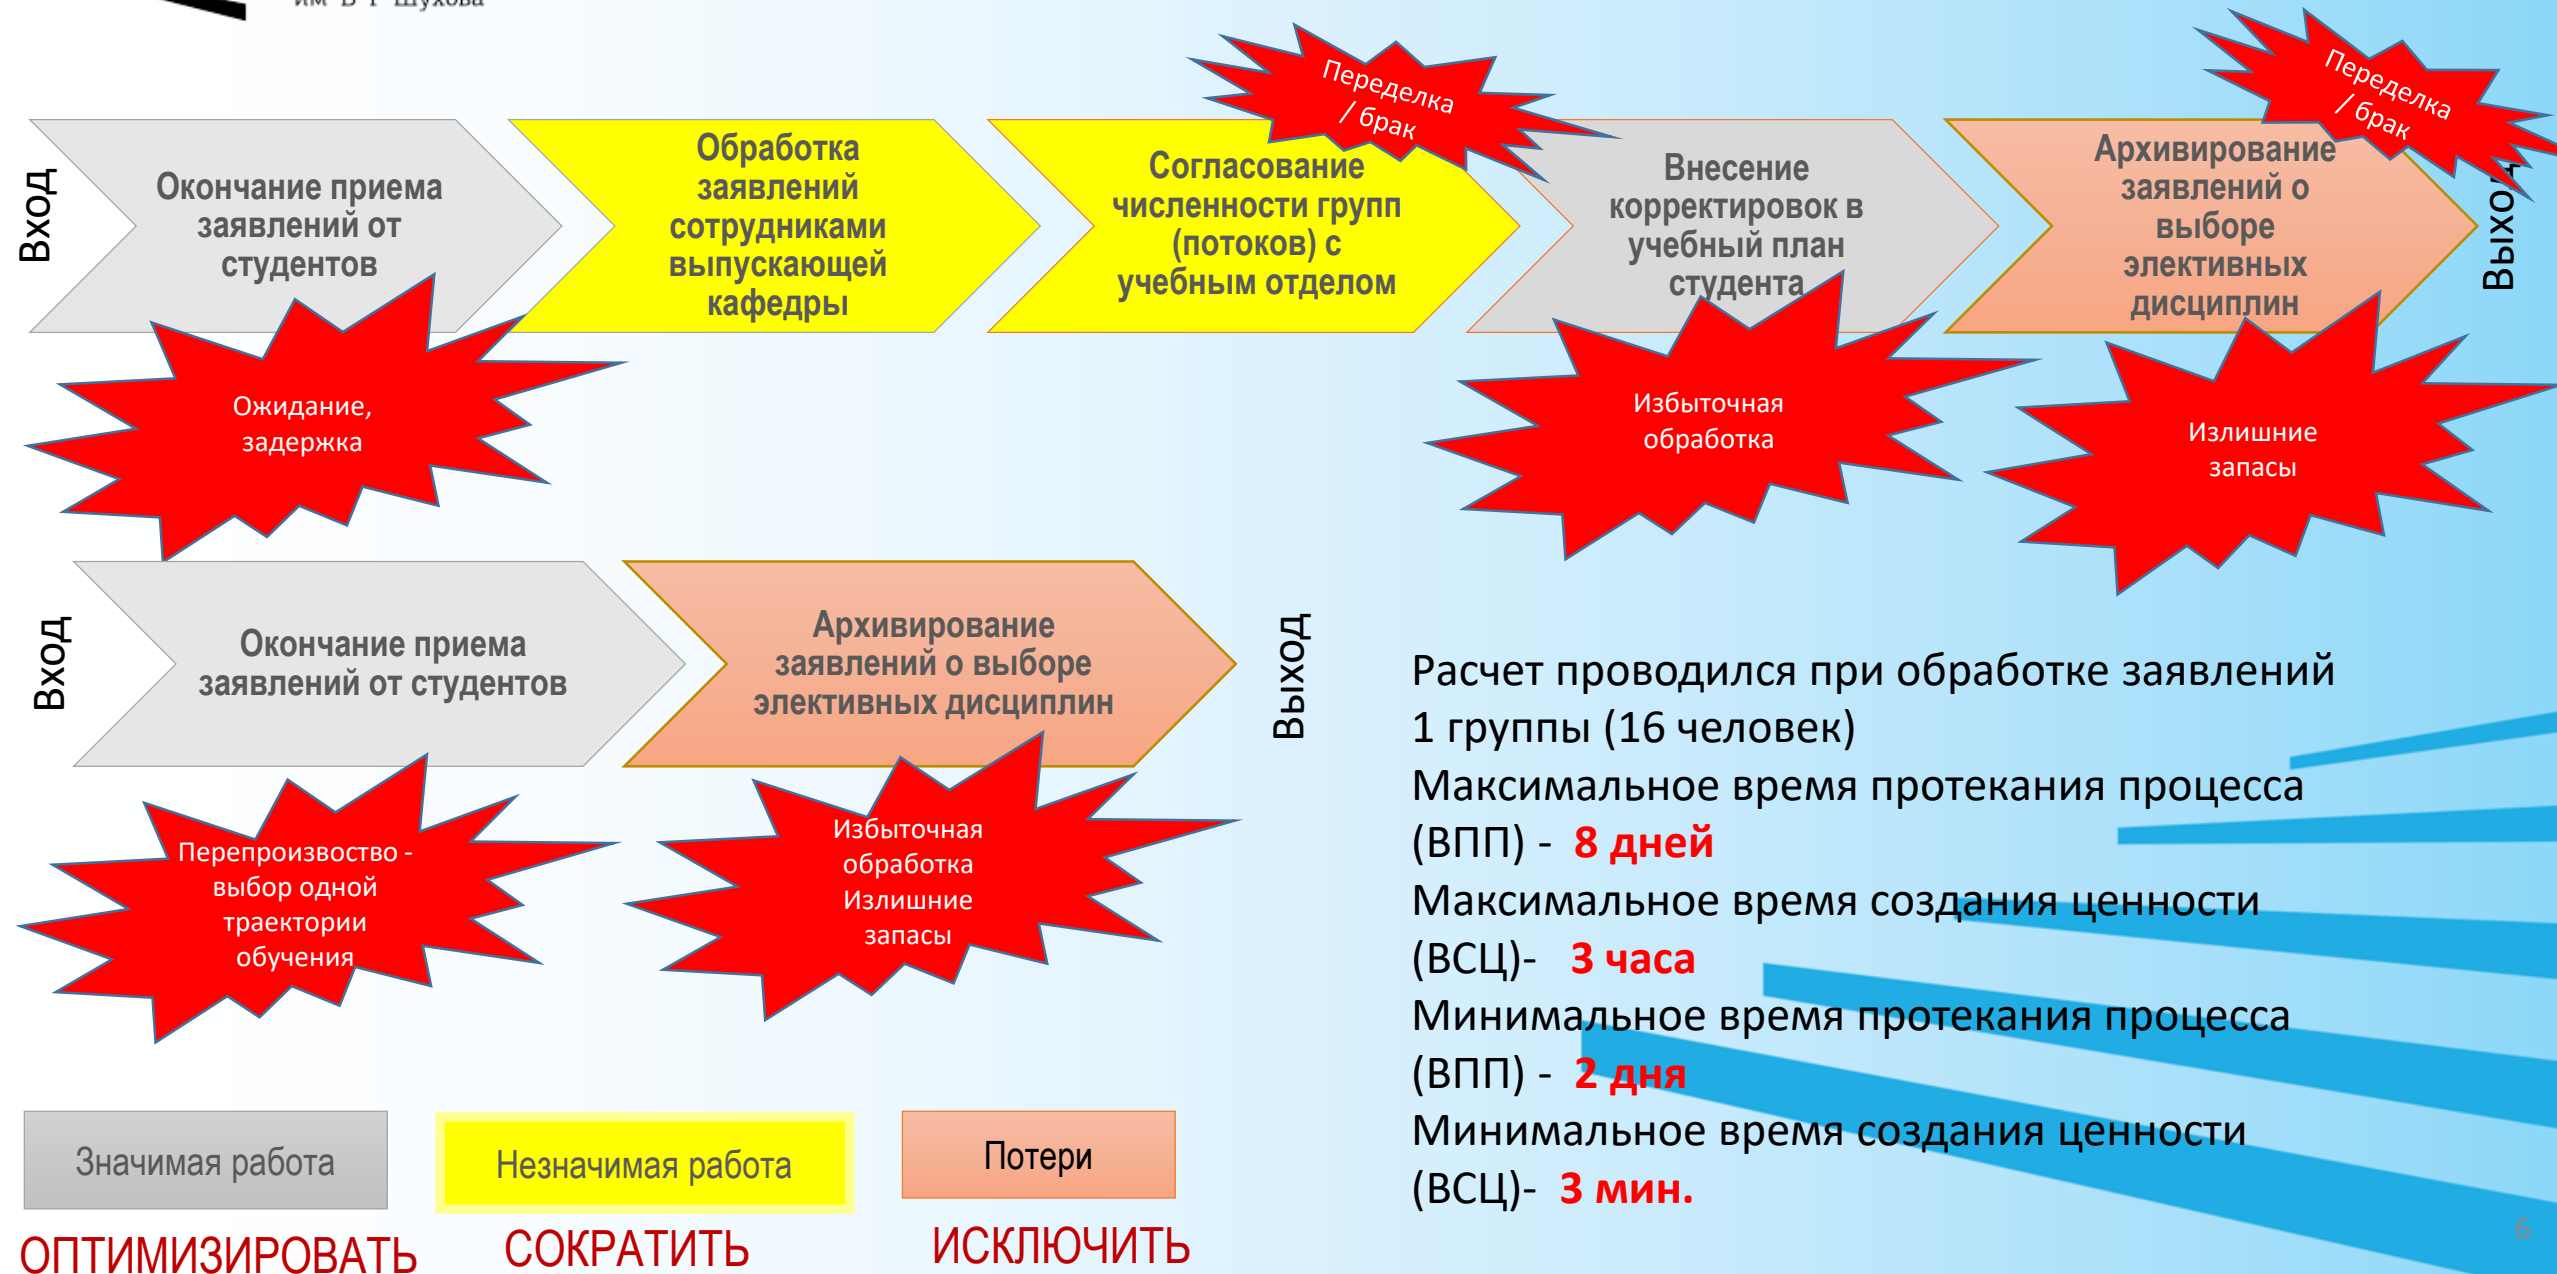 им В Г Шухова
Переделка
/ брак
Переделка
/ брак
Вход
Окончание приема
заявлений от
студентов
Обработка
заявлений
сотрудниками
выпускающей
кафедры
Согласование
численности групп
(потоков) с
учебным отделом
Внесение
корректировок в
учебный план
студента
Архивирование
заявлений о
выборе
элективных
дисциплин
Выход
Ожидание,
задержка
Избыточная
обработка
Излишние
запасы
Вход
Окончание приема
заявлений от студентов
Архивирование
заявлений о выборе
элективных дисциплин
Выход
Перепроизвоство -
выбор одной
траектории
обучения
Избыточная
обработка
Излишние
запасы
Расчет проводился при обработке заявлений
1 группы (16 человек)
Максимальное время протекания процесса
(ВПП) - 8 дней
Максимальное время создания ценности
(ВСЦ)- 3 часа
Минимальное время протекания процесса
(ВПП) - 2 дня
Минимальное время создания ценности
(ВСЦ)- 3 мин.
Значимая работа
Незначимая работа
Потери
ОПТИМИЗИРОВАТЬ
СОКРАТИТЬ
ИСКЛЮЧИТЬ
6